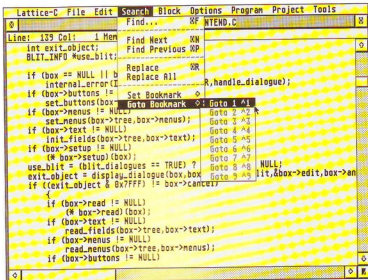 Lattice-C File Edit Search Block Options Program Project Tools
NTEND.C
Line: 139 Col: 1 Mem
Find... ⌘F
Find Next ⌘N
Find Previous ⌘P
Replace ⌘R
Replace All
Set Bookmark
Goto Bookmark
Goto 1 ^1
Goto 2 ^2
Goto 3 ^3
Goto 4 ^4
Goto 5 ^5
Goto 6 ^6
Goto 7 ^7
Goto 8 ^8
Goto 9 ^9
int exit_object;
BLIT_INFO *use_blit;
if (box == NULL || b
internal_error(I R,handle_dialogue);
if (box->buttons !=
set_buttons(box-
if (box->menus != NULL)
set_menus(box->tree,box->menus);
if (box->text != NULL)
init_fields(box->tree,box->text);
if (box->setup != NULL)
(* box->setup)(box);
use_blit = (blit_dialogues == TRUE) ? NULL;
exit_object = display_dialogue(box,box lit,&box->edit,box->an
if ((exit_object & 0x7FFF) != box->cancel)
{
if (box->read != NULL)
(* box->read)(box);
if (box->text != NULL)
read_fields(box->tree,box->text);
if (box->menus != NULL)
read_menus(box->tree,box->menus);
if (box->buttons != NULL)